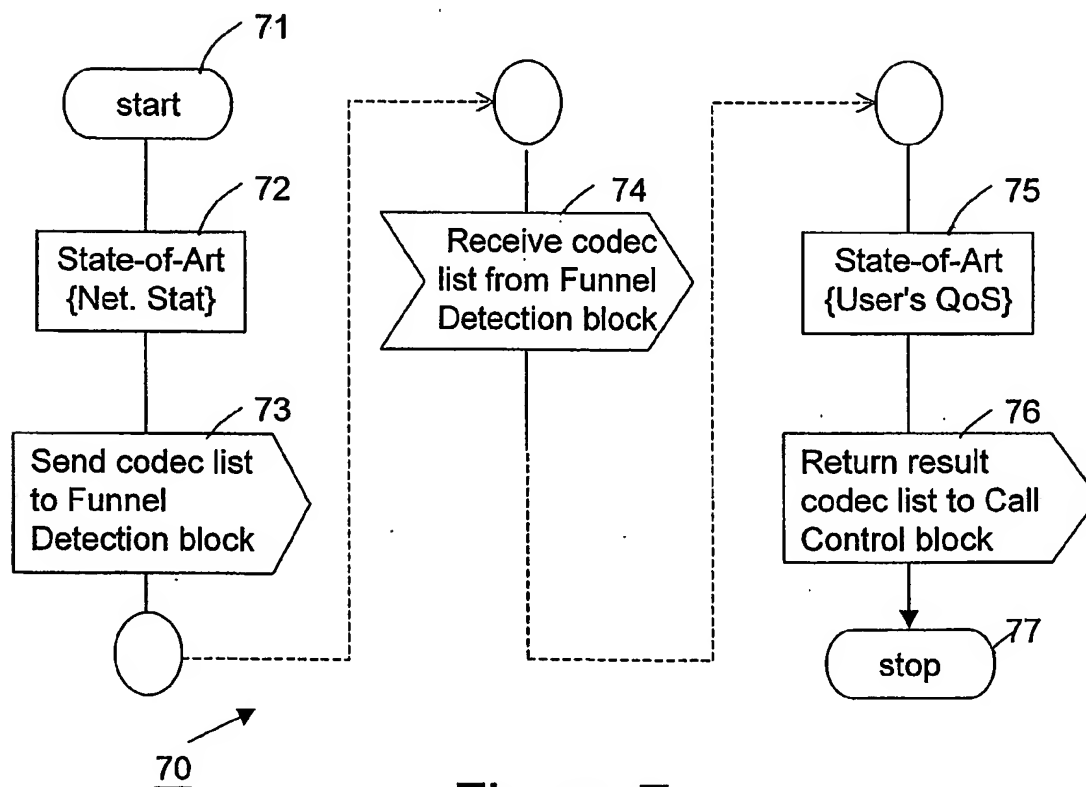 71
start
72
State-of-Art
{Net. Stat}
73
Send codec list
to Funnel
Detection block
74
Receive codec
list from Funnel
Detection block
75
State-of-Art
{User's QoS}
76
Return result
codec list to Call
Control block
77
stop
70